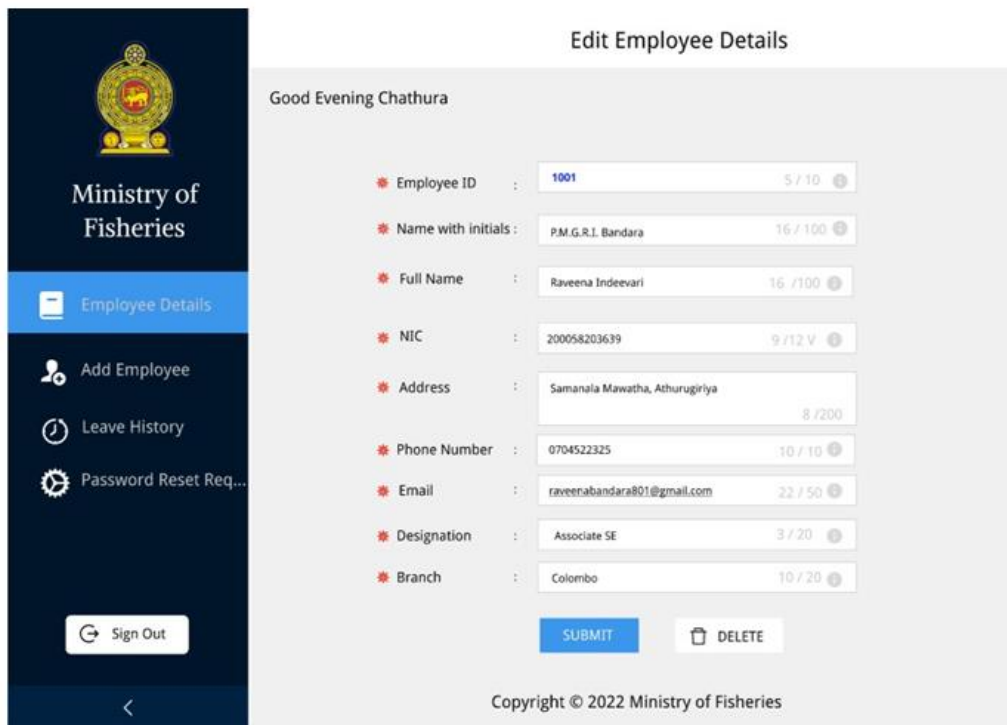 Ministry of
Fisheries
Employee Details
Add Employee
Leave History
Password Reset Req...
Sign Out
Edit Employee Details
Good Evening Chathura
Employee ID : 1001 5 / 10
Name with initials : P.M.G.R.I. Bandara 16 / 100
Full Name : Raveena Indeevari 16 /100
NIC : 200058203639 9 /12 V
Address : Samanala Mawatha, Athurugiriya
8 /200
Phone Number : 0704522325 10 / 10
Email : raveenabandara801@gmail.com 22 / 50
Designation : Associate SE 3 / 20
Branch : Colombo 10 / 20
SUBMIT DELETE
Copyright © 2022 Ministry of Fisheries